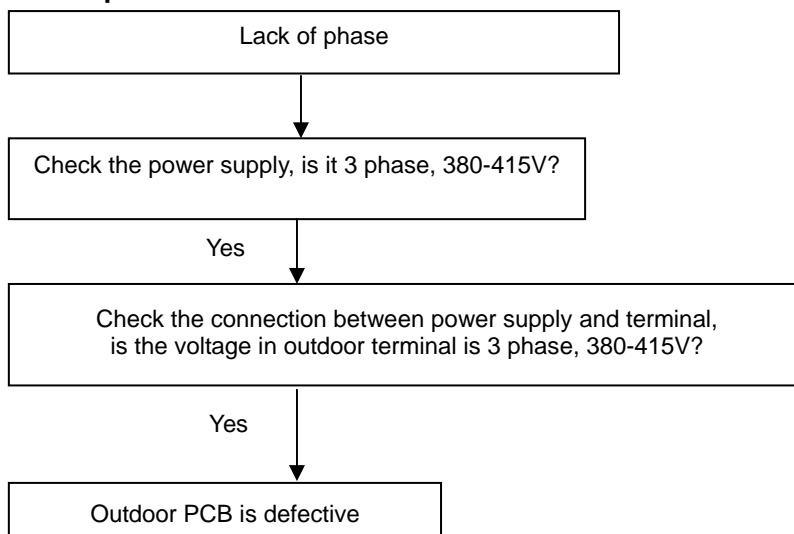 Lack of phase
Check the power supply, is it 3 phase, 380-415V?
Yes
Check the connection between power supply and terminal,
is the voltage in outdoor terminal is 3 phase, 380-415V?
Yes
Outdoor PCB is defective